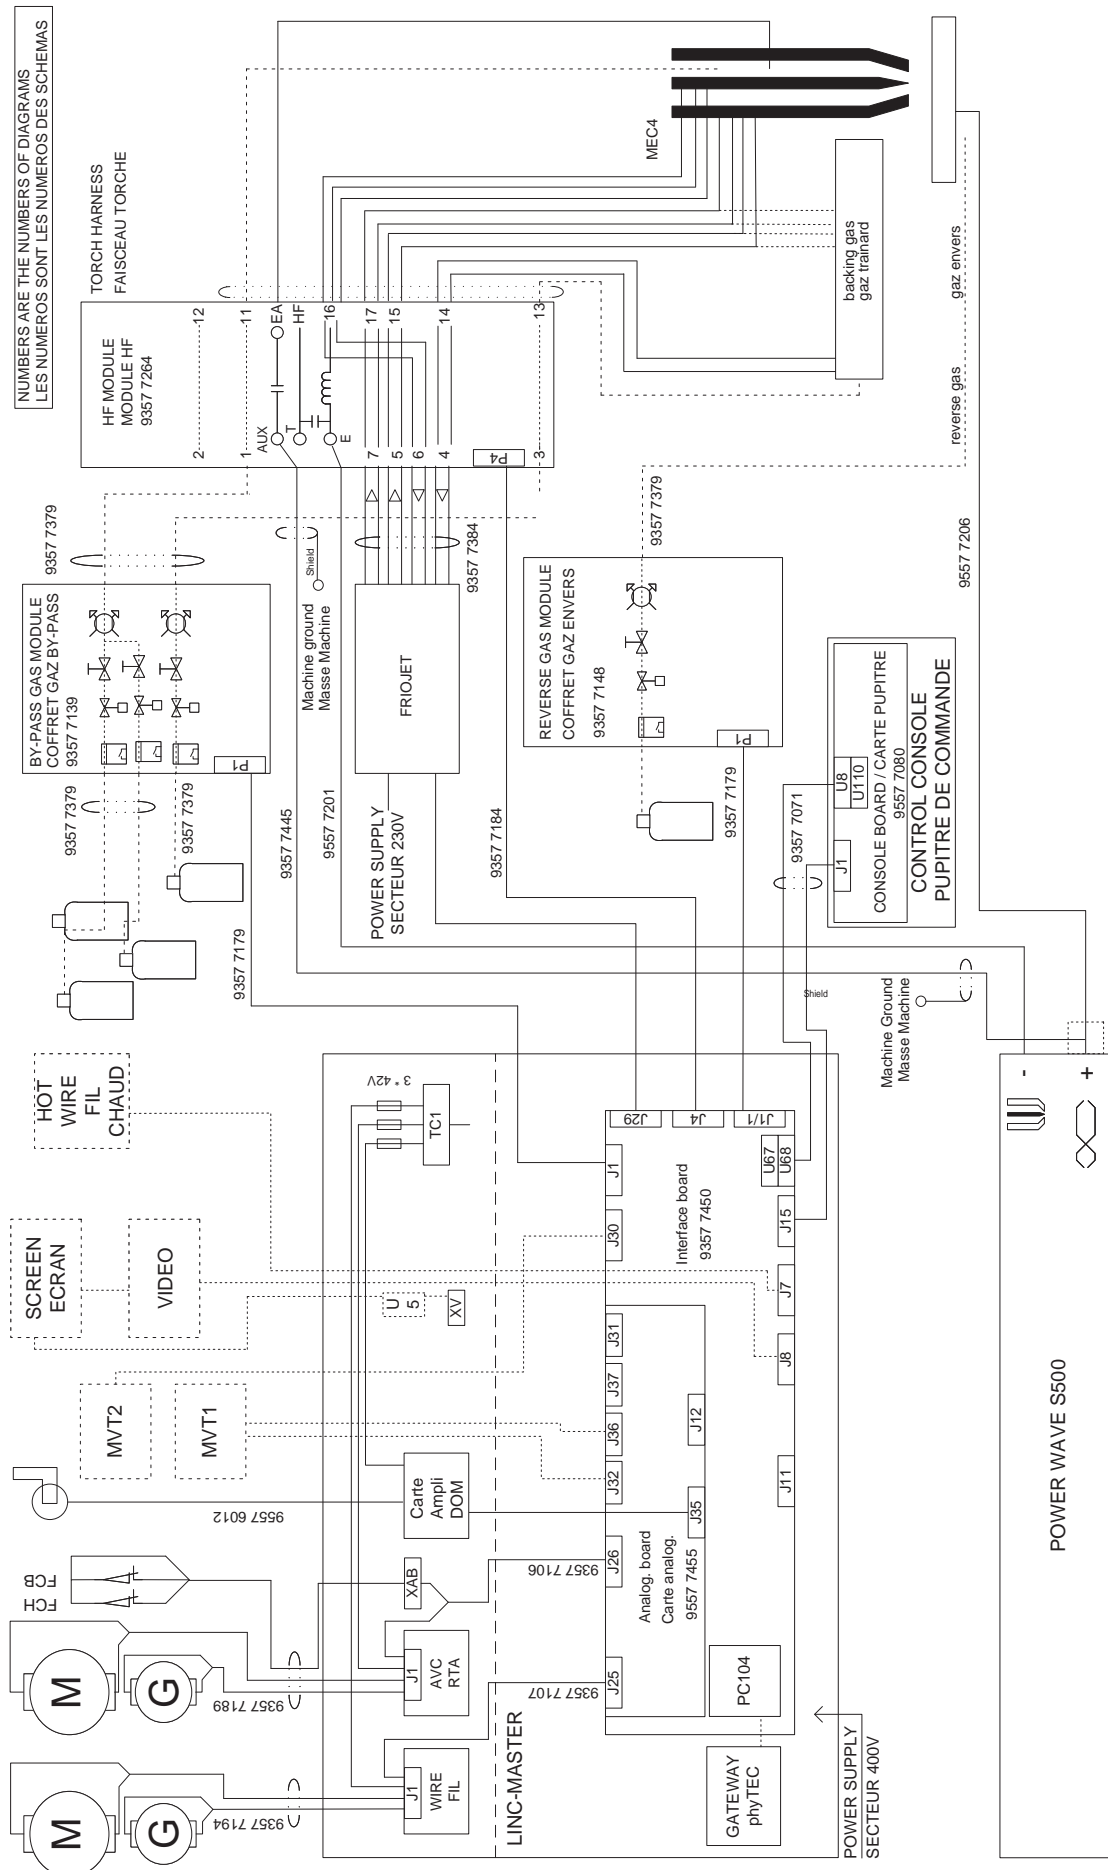 NUMBERS ARE THE NUMBERS OF DIAGRAMS
LES NUMEROS SONT LES NUMEROS DES SCHEMAS
TORCH HARNESS
FAISCEAU TORCHE
HF MODULE
MODULE HF
9357 7264
2
12
1
11
AUX
EA
T
HF
E
16
7
17
5
15
6
4
14
P4
3
13
MEC4
backing gas
gaz trainard
reverse gas
gaz envers
9557 7206
9357 7379
BY-PASS GAS MODULE
COFFRET GAZ BY-PASS
9357 7139
P1
9357 7379
9357 7379
9357 7179
9357 7445
9557 7201
Shield
Machine ground
Masse Machine
FRIOJET
9357 7384
POWER SUPPLY
SECTEUR 230V
9357 7184
REVERSE GAS MODULE
COFFRET GAZ ENVERS
9357 7148
P1
9357 7379
9357 7179
9357 7071
J1
U8
U110
CONSOLE BOARD / CARTE PUPITRE
9557 7080
CONTROL CONSOLE
PUPITRE DE COMMANDE
Shield
Machine Ground
Masse Machine
HOT
WIRE
FIL
CHAUD
SCREEN
ECRAN
VIDEO
MVT2
MVT1
U
5
XV
3 * 42V
TC1
9557 6012
FCB
FCH
M
G
9357 7189
M
G
9357 7194
Carte
Ampli
DOM
XAB
J1
AVC
RTA
J1
WIRE
FIL
9357 7106
9357 7107
LINC-MASTER
J25
J26
J32
J36
J37
J31
J30
J1
J29
J4
J1/1
Interface board
9357 7450
Analog. board
Carte analog.
9557 7455
J35
J12
J11
J8
J7
J15
U67
U68
PC104
GATEWAY
phyTEC
POWER SUPPLY
SECTEUR 400V
POWER WAVE S500
-
+